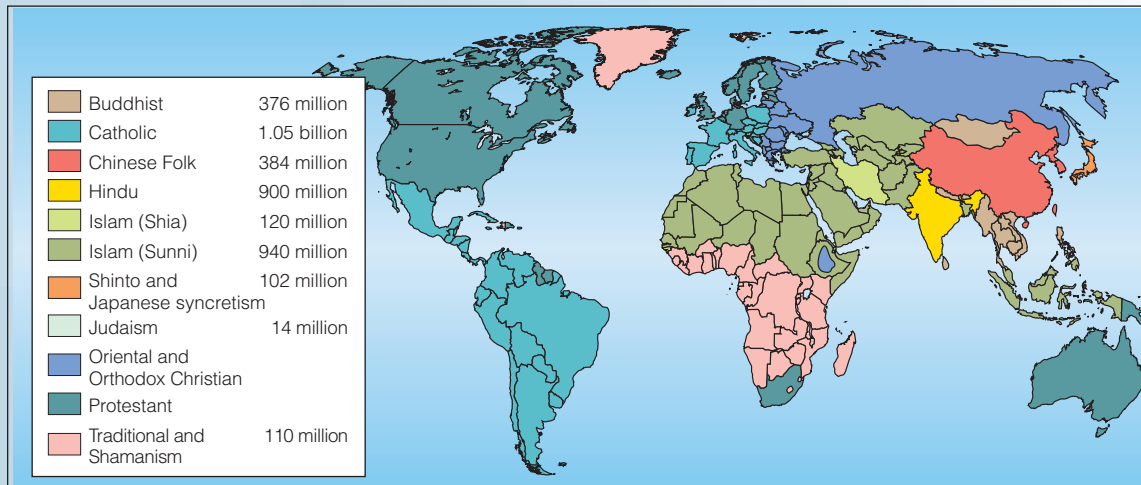 Buddhist 376 million
Catholic 1.05 billion
Chinese Folk 384 million
Hindu 900 million
Islam (Shia) 120 million
Islam (Sunni) 940 million
Shinto and 102 million
Japanese syncretism
Judaism 14 million
Oriental and
Orthodox Christian
Protestant
Traditional and 110 million
Shamanism